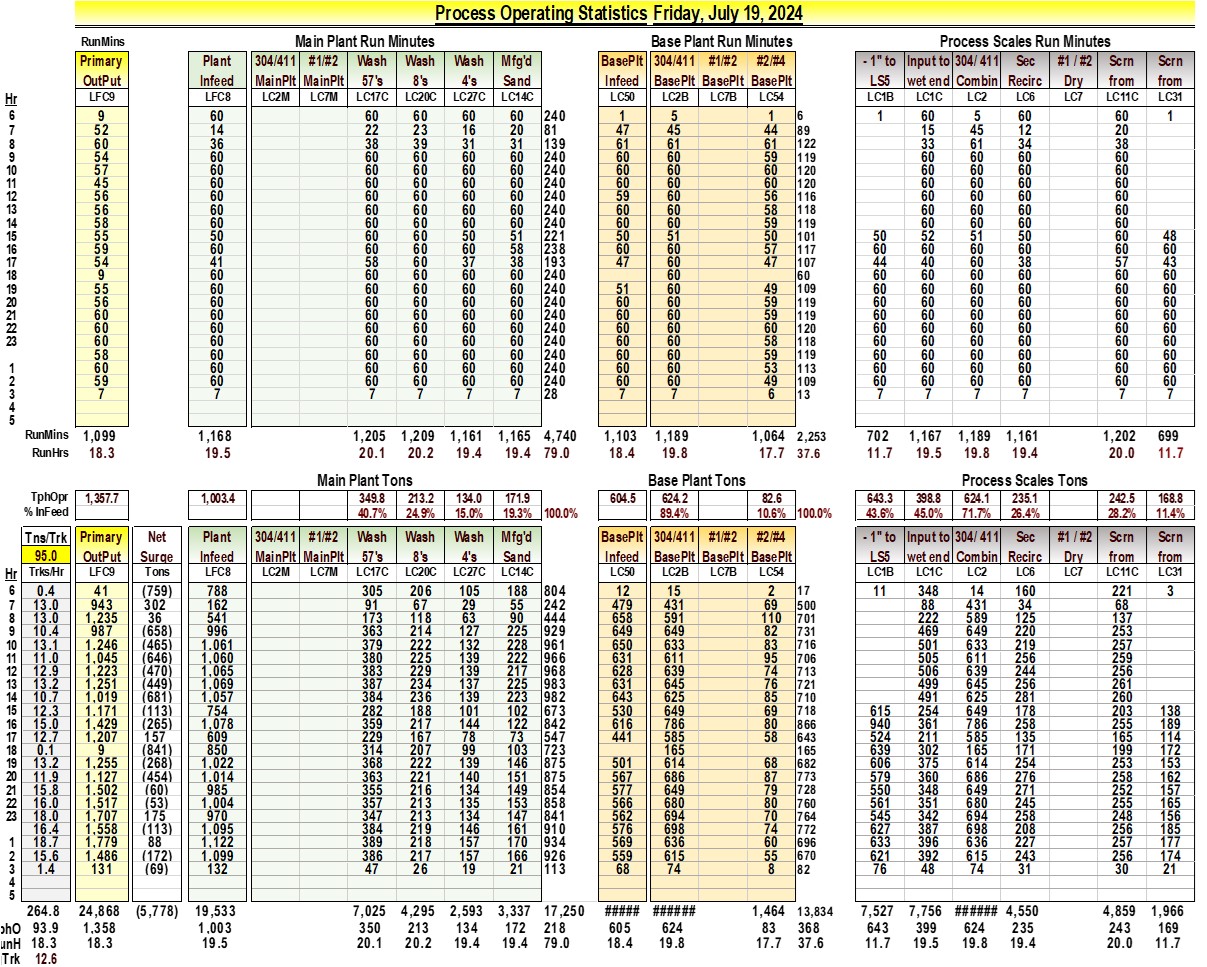 Process Operating Statistics Friday, July 19, 2024
RunMins Main Plant Run Minutes Base Plant Run Minutes Process Scales Run Minutes
Primary Plant 304/411 #1/#2 Wash Wash Wash Mfg'd BasePlt 304/411 #1/#2 #2/#4 - 1" to Input to 304/ 411 Sec #1 / #2 Scrn Scrn
OutPut Infeed MainPlt MainPlt 57's 8's 4's Sand Infeed BasePlt BasePlt BasePlt LS5 wet end Combin Recirc Dry from from
Hr LFC9 LFC8 LC2M LC7M LC17C LC20C LC27C LC14C LC50 LC2B LC7B LC54 LC1B LC1C LC2 LC6 LC7 LC11C LC31
6 9 60 60 60 60 60 240 1 5 1 6 1 60 5 60 60 1
7 52 14 22 23 16 20 81 47 45 44 89 15 45 12 20
8 60 36 38 39 31 31 139 61 61 61 122 33 61 34 38
9 54 60 60 60 60 60 240 60 60 59 119 60 60 60 60
10 57 60 60 60 60 60 240 60 60 60 120 60 60 60 60
11 45 60 60 60 60 60 240 60 60 60 120 60 60 60 60
12 56 60 60 60 60 60 240 59 60 56 116 60 60 60 60
13 56 60 60 60 60 60 240 60 60 58 118 60 60 60 60
14 58 60 60 60 60 60 240 60 60 59 119 60 60 60 60
15 55 60 60 60 50 51 221 50 51 50 101 50 52 51 50 60 48
16 59 60 60 60 60 58 238 60 60 57 117 60 60 60 60 60 60
17 54 41 58 60 37 38 193 47 60 47 107 44 40 60 38 57 43
18 9 60 60 60 60 60 240 60 60 60 60 60 60 60 60
19 55 60 60 60 60 60 240 51 60 49 109 60 60 60 60 60 60
20 56 60 60 60 60 60 240 60 60 59 119 60 60 60 60 60 60
21 60 60 60 60 60 60 240 60 60 59 119 60 60 60 60 60 60
22 60 60 60 60 60 60 240 60 60 60 120 60 60 60 60 60 60
23 60 60 60 60 60 60 240 60 60 58 118 60 60 60 60 60 60
58 60 60 60 60 60 240 60 60 59 119 60 60 60 60 60 60
1 60 60 60 60 60 60 240 60 60 53 113 60 60 60 60 60 60
2 59 60 60 60 60 60 240 60 60 49 109 60 60 60 60 60 60
3 7 7 7 7 7 7 28 7 7 6 13 7 7 7 7 7 7
4
5
RunMins 1,099 1,168 1,205 1,209 1,161 1,165 4,740 1,103 1,189 1,064 2,253 702 1,167 1,189 1,161 1,202 699
RunHrs 18.3 19.5 20.1 20.2 19.4 19.4 79.0 18.4 19.8 17.7 37.6 11.7 19.5 19.8 19.4 20.0 11.7
Main Plant Tons Base Plant Tons Process Scales Tons
TphOpr 1,357.7 1,003.4 349.8 213.2 134.0 171.9 604.5 624.2 82.6 643.3 398.8 624.1 235.1 242.5 168.8
% InFeed 40.7% 24.9% 15.0% 19.3% 100.0% 89.4% 10.6% 100.0% 43.6% 45.0% 71.7% 26.4% 28.2% 11.4%
Tns/Trk Primary Net Plant 304/411 #1/#2 Wash Wash Wash Mfg'd BasePlt 304/411 #1/#2 #2/#4 - 1" to Input to 304/ 411 Sec #1 / #2 Scrn Scrn
95.0 OutPut Surge Infeed MainPlt MainPlt 57's 8's 4's Sand Infeed BasePlt BasePlt BasePlt LS5 wet end Combin Recirc Dry from from
Hr Trks/Hr LFC9 Tons LFC8 LC2M LC7M LC17C LC20C LC27C LC14C LC50 LC2B LC7B LC54 LC1B LC1C LC2 LC6 LC7 LC11C LC31
6 0.4 41 (759) 788 305 206 105 188 804 12 15 2 17 11 348 14 160 221 3
7 13.0 943 302 162 91 67 29 55 242 479 431 69 500 88 431 34 68
8 13.0 1,235 36 541 173 118 63 90 444 658 591 110 701 222 589 125 137
9 10.4 987 (658) 996 363 214 127 225 929 649 649 82 731 469 649 220 253
10 13.1 1,246 (465) 1,061 379 222 132 228 961 650 633 83 716 501 633 219 257
11 11.0 1,045 (646) 1,060 380 225 139 222 966 631 611 95 706 505 611 256 259
12 12.9 1,223 (470) 1,065 383 229 139 217 968 628 639 74 713 506 639 244 256
13 13.2 1,251 (449) 1,069 387 234 137 225 983 631 645 76 721 499 645 256 261
14 10.7 1,019 (681) 1,057 384 236 139 223 982 643 625 85 710 491 625 281 260
15 12.3 1,171 (113) 754 282 188 101 102 673 530 649 69 718 615 254 649 178 203 138
16 15.0 1,429 (265) 1,078 359 217 144 122 842 616 786 80 866 940 361 786 258 255 189
17 12.7 1,207 157 609 229 167 78 73 547 441 585 58 643 524 211 585 135 165 114
18 0.1 9 (841) 850 314 207 99 103 723 165 165 639 302 165 171 199 172
19 13.2 1,255 (268) 1,022 368 222 139 146 875 501 614 68 682 606 375 614 254 253 153
20 11.9 1,127 (454) 1,014 363 221 140 151 875 567 686 87 773 579 360 686 276 258 162
21 15.8 1,502 (60) 985 355 216 134 149 854 577 649 79 728 550 348 649 271 252 157
22 16.0 1,517 (53) 1,004 357 213 135 153 858 566 680 80 760 561 351 680 245 255 165
23 18.0 1,707 175 970 347 213 134 147 841 562 694 70 764 545 342 694 258 248 156
16.4 1,558 (113) 1,095 384 219 146 161 910 576 698 74 772 627 387 698 208 256 185
1 18.7 1,779 88 1,122 389 218 157 170 934 569 636 60 696 633 396 636 227 257 177
2 15.6 1,486 (172) 1,099 386 217 157 166 926 559 615 55 670 621 392 615 243 256 174
3 1.4 131 (69) 132 47 26 19 21 113 68 74 8 82 76 48 74 31 30 21
4
5
264.8 24,868 (5,778) 19,533 7,025 4,295 2,593 3,337 17,250 ##### ###### 1,464 13,834 7,527 7,756 ###### 4,550 4,859 1,966
phO 93.9 1,358 1,003 350 213 134 172 218 605 624 83 368 643 399 624 235 243 169
unH 18.3 18.3 19.5 20.1 20.2 19.4 19.4 79.0 18.4 19.8 17.7 37.6 11.7 19.5 19.8 19.4 20.0 11.7
Trk 12.6